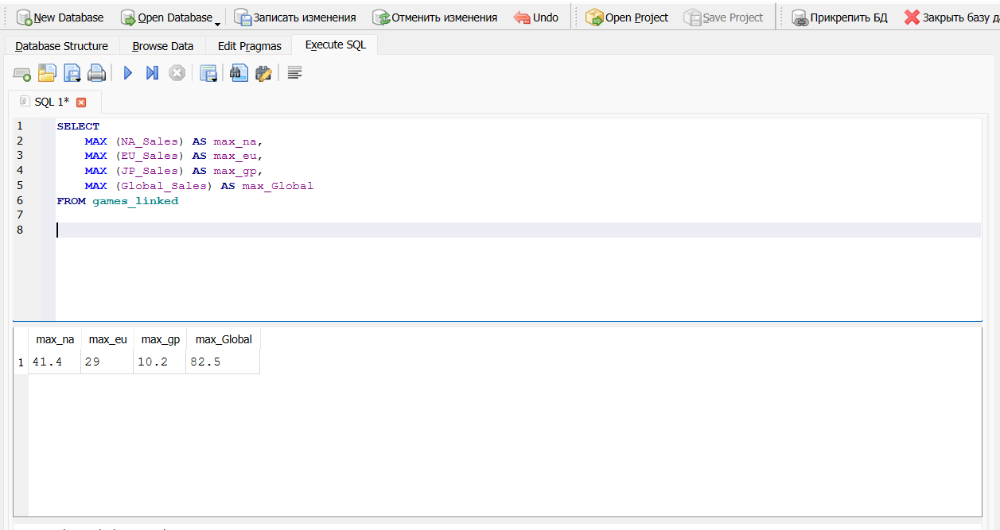 New Database Open Database Записать изменения Отменить изменения Undo Open Project Save Project Прикрепить БД Закрыть базу
Database Structure Browse Data Edit Pragmas Execute SQL
SQL 1*
1 SELECT
2 MAX (NA_Sales) AS max_na,
3 MAX (EU_Sales) AS max_eu,
4 MAX (JP_Sales) AS max_gp,
5 MAX (Global_Sales) AS max_Global
6 FROM games_linked
7
8
max_na max_eu max_gp max_Global
1 41.4 29 10.2 82.5